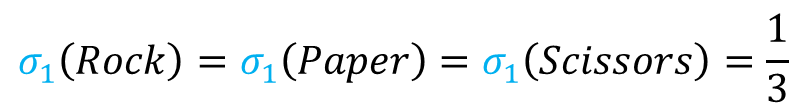 σ₁(Rock) = σ₁(Paper) = σ₁(Scissors) = 1/3